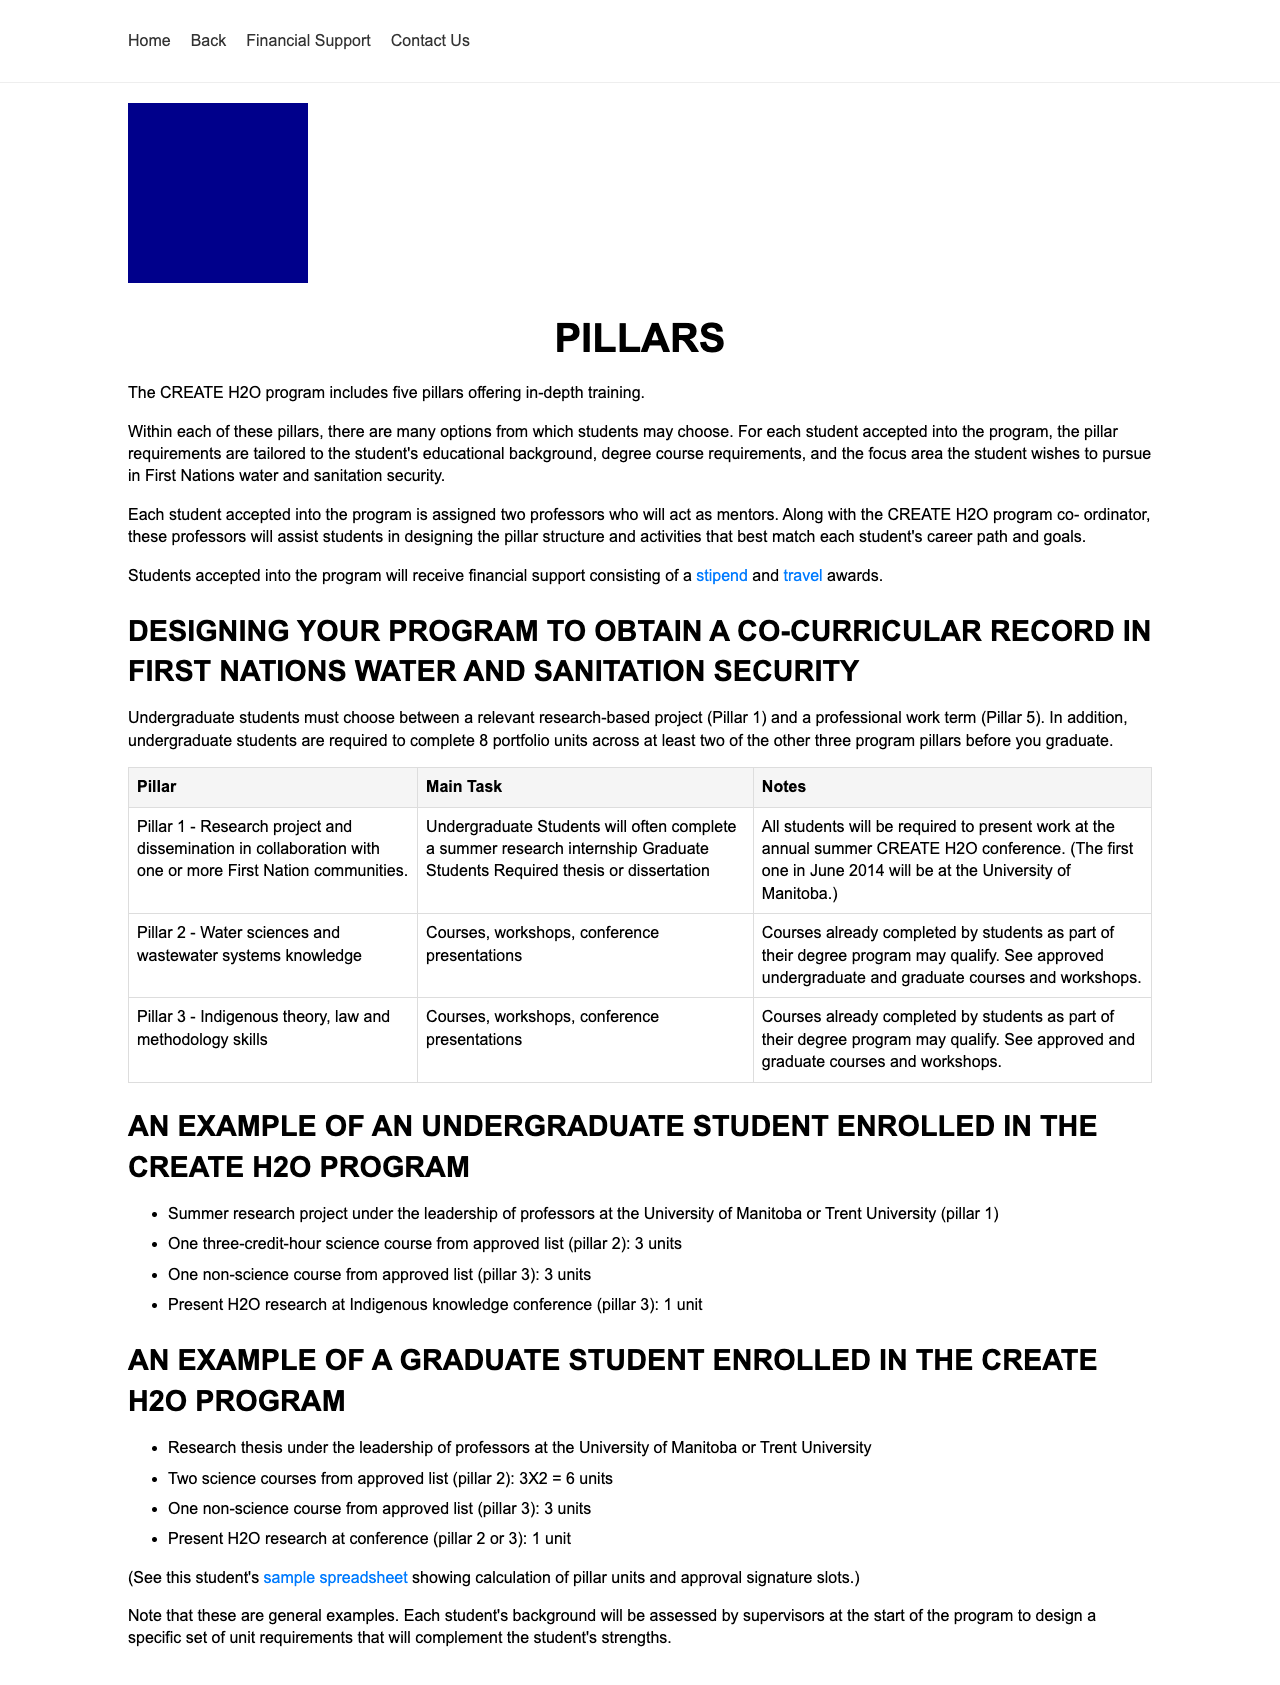 Home Back Financial Support Contact Us
PILLARS
The CREATE H2O program includes five pillars offering in-depth training.
Within each of these pillars, there are many options from which students may choose. For each student accepted into the program, the pillar
requirements are tailored to the student's educational background, degree course requirements, and the focus area the student wishes to pursue
in First Nations water and sanitation security.
Each student accepted into the program is assigned two professors who will act as mentors. Along with the CREATE H2O program co- ordinator,
these professors will assist students in designing the pillar structure and activities that best match each student's career path and goals.
Students accepted into the program will receive financial support consisting of a stipend and travel awards.
DESIGNING YOUR PROGRAM TO OBTAIN A CO-CURRICULAR RECORD IN
FIRST NATIONS WATER AND SANITATION SECURITY
Undergraduate students must choose between a relevant research-based project (Pillar 1) and a professional work term (Pillar 5). In addition,
undergraduate students are required to complete 8 portfolio units across at least two of the other three program pillars before you graduate.
Pillar
Main Task
Notes
Pillar 1 - Research project and
dissemination in collaboration with
one or more First Nation communities.
Undergraduate Students will often complete
a summer research internship Graduate
Students Required thesis or dissertation
All students will be required to present work at the
annual summer CREATE H2O conference. (The first
one in June 2014 will be at the University of
Manitoba.)
Pillar 2 - Water sciences and
wastewater systems knowledge
Courses, workshops, conference
presentations
Courses already completed by students as part of
their degree program may qualify. See approved
undergraduate and graduate courses and workshops.
Pillar 3 - Indigenous theory, law and
methodology skills
Courses, workshops, conference
presentations
Courses already completed by students as part of
their degree program may qualify. See approved and
graduate courses and workshops.
AN EXAMPLE OF AN UNDERGRADUATE STUDENT ENROLLED IN THE
CREATE H2O PROGRAM
• Summer research project under the leadership of professors at the University of Manitoba or Trent University (pillar 1)
• One three-credit-hour science course from approved list (pillar 2): 3 units
• One non-science course from approved list (pillar 3): 3 units
• Present H2O research at Indigenous knowledge conference (pillar 3): 1 unit
AN EXAMPLE OF A GRADUATE STUDENT ENROLLED IN THE CREATE
H2O PROGRAM
• Research thesis under the leadership of professors at the University of Manitoba or Trent University
• Two science courses from approved list (pillar 2): 3X2 = 6 units
• One non-science course from approved list (pillar 3): 3 units
• Present H2O research at conference (pillar 2 or 3): 1 unit
(See this student's sample spreadsheet showing calculation of pillar units and approval signature slots.)
Note that these are general examples. Each student's background will be assessed by supervisors at the start of the program to design a
specific set of unit requirements that will complement the student's strengths.